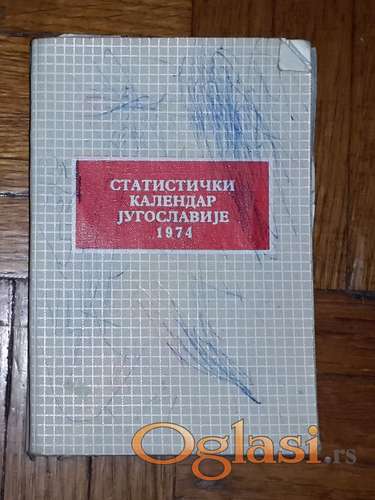 СТАТИСТИЧКИ
КАЛЕНДАР
ЈУГОСЛАВИЈЕ
1974
Oglasi.rs